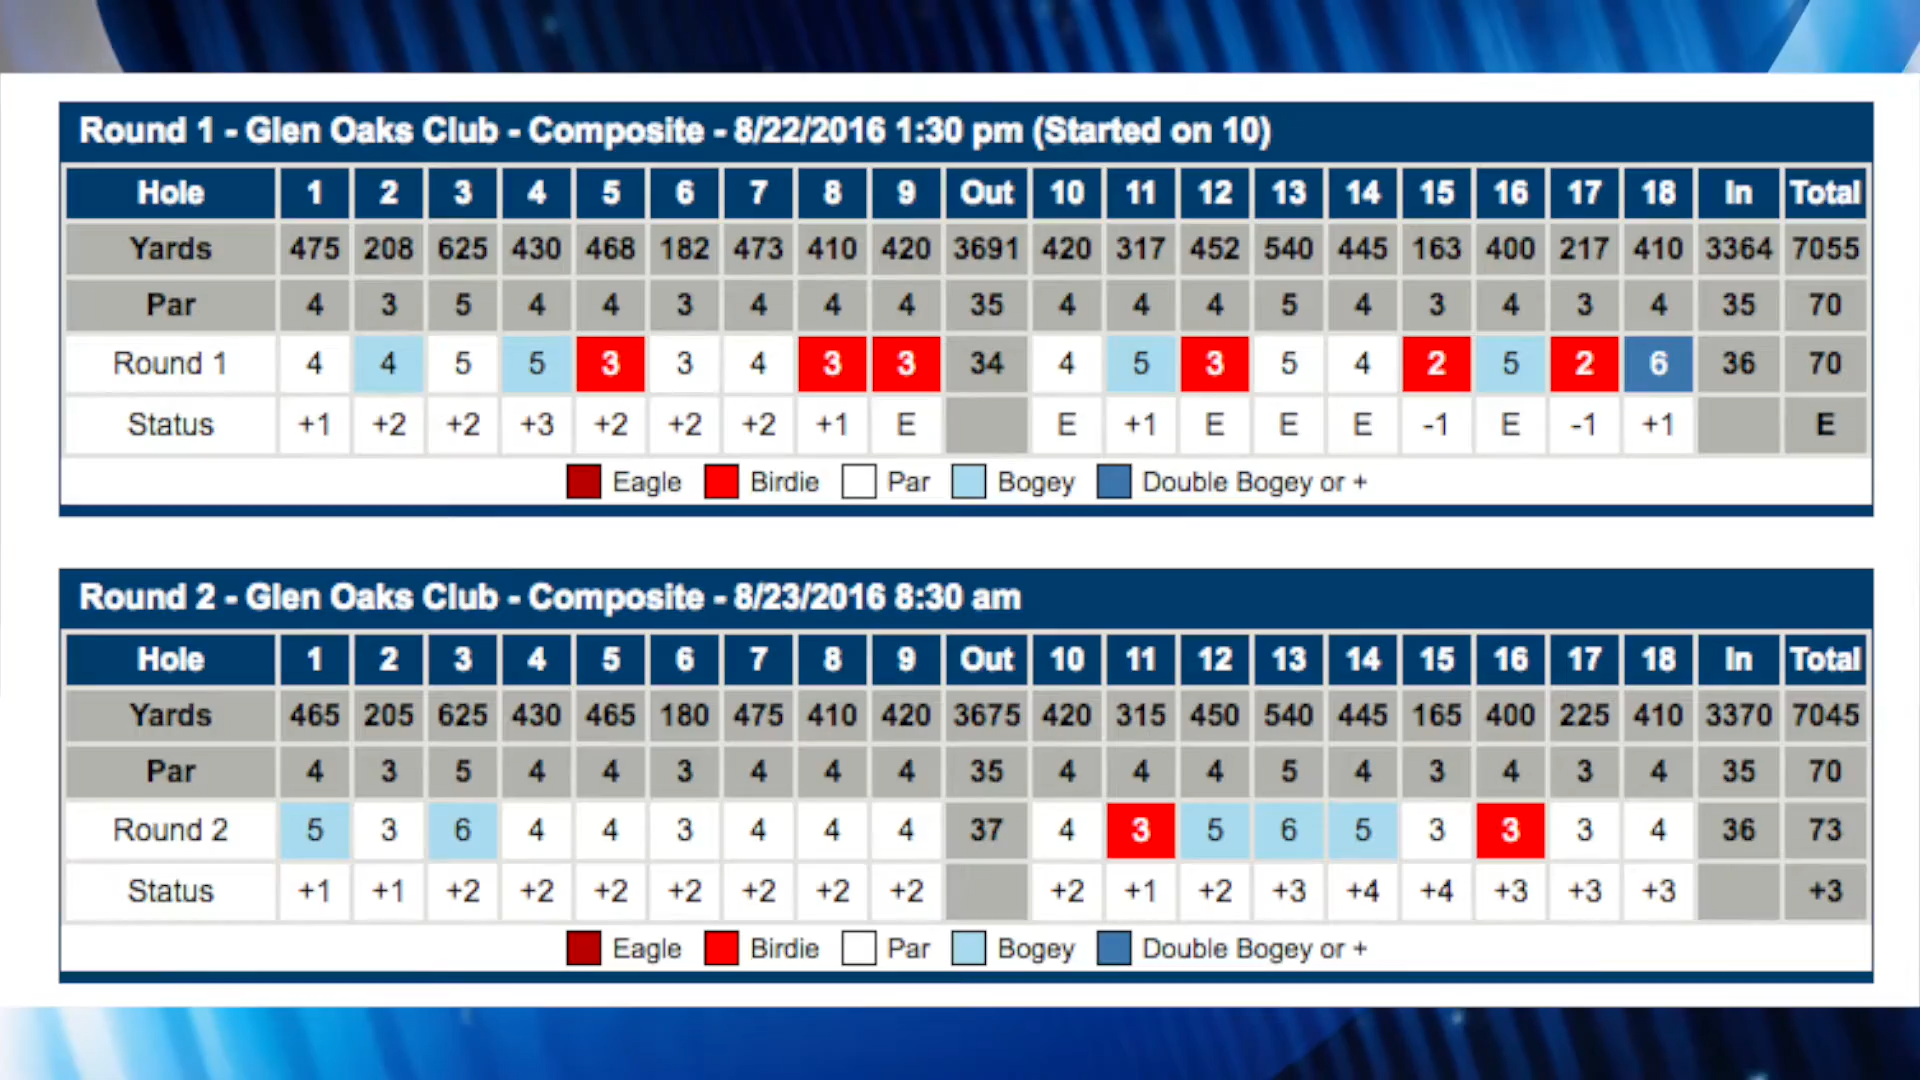 Round 1 - Glen Oaks Club - Composite - 8/22/2016 1:30 pm (Started on 10)
Hole 1 2 3 4 5 6 7 8 9 Out 10 11 12 13 14 15 16 17 18 In Total
Yards 475 208 625 430 468 182 473 410 420 3691 420 317 452 540 445 163 400 217 410 3364 7055
Par 4 3 5 4 4 3 4 4 4 35 4 4 4 5 4 3 4 3 4 35 70
Round 1 4 4 5 5 3 3 4 3 3 34 4 5 3 5 4 2 5 2 6 36 70
Status +1 +2 +2 +3 +2 +2 +2 +1 E E +1 E E E -1 E -1 +1 E
Eagle Birdie Par Bogey Double Bogey or +
Round 2 - Glen Oaks Club - Composite - 8/23/2016 8:30 am
Hole 1 2 3 4 5 6 7 8 9 Out 10 11 12 13 14 15 16 17 18 In Total
Yards 465 205 625 430 465 180 475 410 420 3675 420 315 450 540 445 165 400 225 410 3370 7045
Par 4 3 5 4 4 3 4 4 4 35 4 4 4 5 4 3 4 3 4 35 70
Round 2 5 3 6 4 4 3 4 4 4 37 4 3 5 6 5 3 3 3 4 36 73
Status +1 +1 +2 +2 +2 +2 +2 +2 +2 +2 +1 +2 +3 +4 +4 +3 +3 +3 +3
Eagle Birdie Par Bogey Double Bogey or +